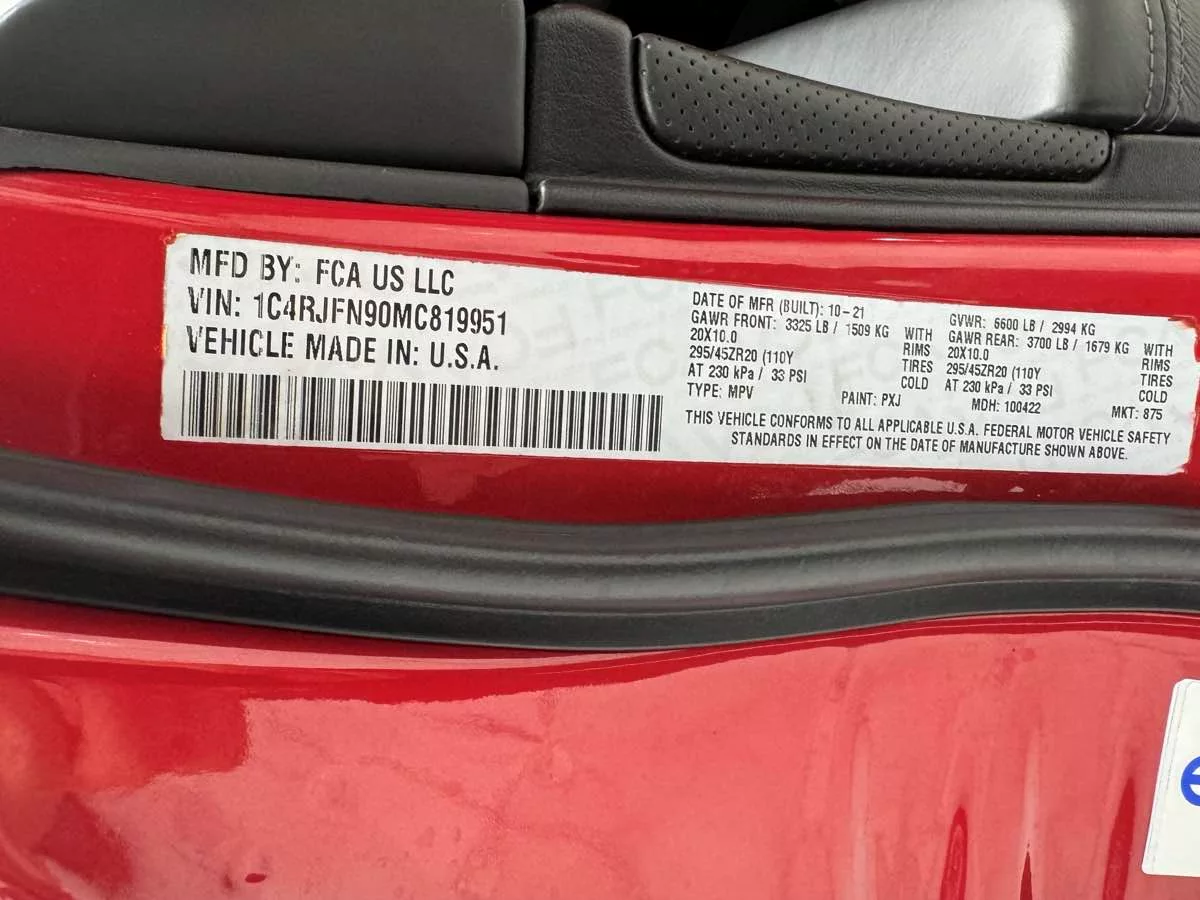 MFD BY: FCA US LLC
VIN: 1C4RJFN90MC819951
VEHICLE MADE IN: U.S.A.
DATE OF MFR (BUILT): 10-21
GAWR FRONT: 3325 LB / 1509 KG WITH
20X10.0 RIMS
295/45ZR20 (110Y TIRES
AT 230 kPa / 33 PSI COLD
TYPE: MPV PAINT: PXJ
GVWR: 6600 LB / 2994 KG
GAWR REAR: 3700 LB / 1679 KG WITH
20X10.0 RIMS
295/45ZR20 (110Y TIRES
AT 230 kPa / 33 PSI COLD
MDH: 100422 MKT: 875
THIS VEHICLE CONFORMS TO ALL APPLICABLE U.S.A. FEDERAL MOTOR VEHICLE SAFETY
STANDARDS IN EFFECT ON THE DATE OF MANUFACTURE SHOWN ABOVE.